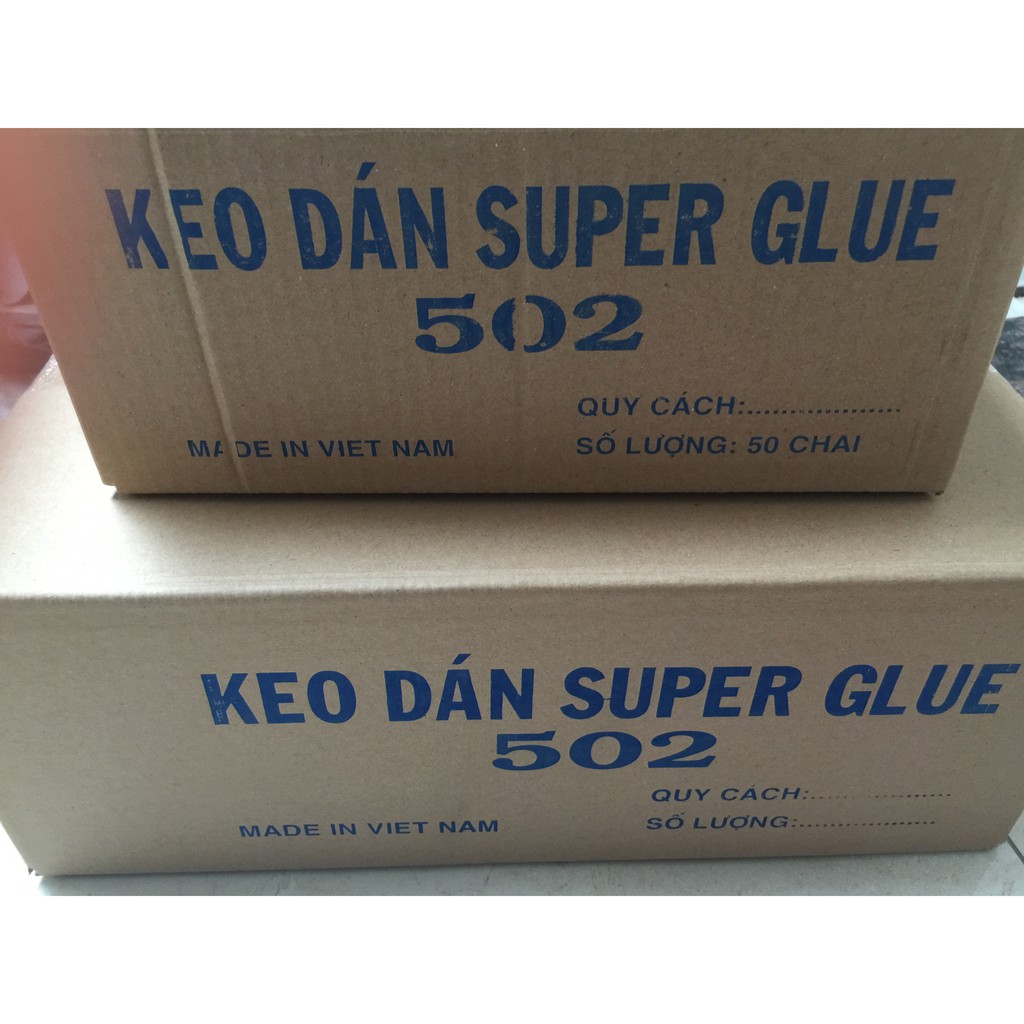 KEO DÁN SUPER GLUE
502
QUY CÁCH:....................
MADE IN VIET NAM SỐ LƯỢNG: 50 CHAI
KEO DÁN SUPER GLUE
502
QUY CÁCH:....................
MADE IN VIET NAM SỐ LƯỢNG:....................